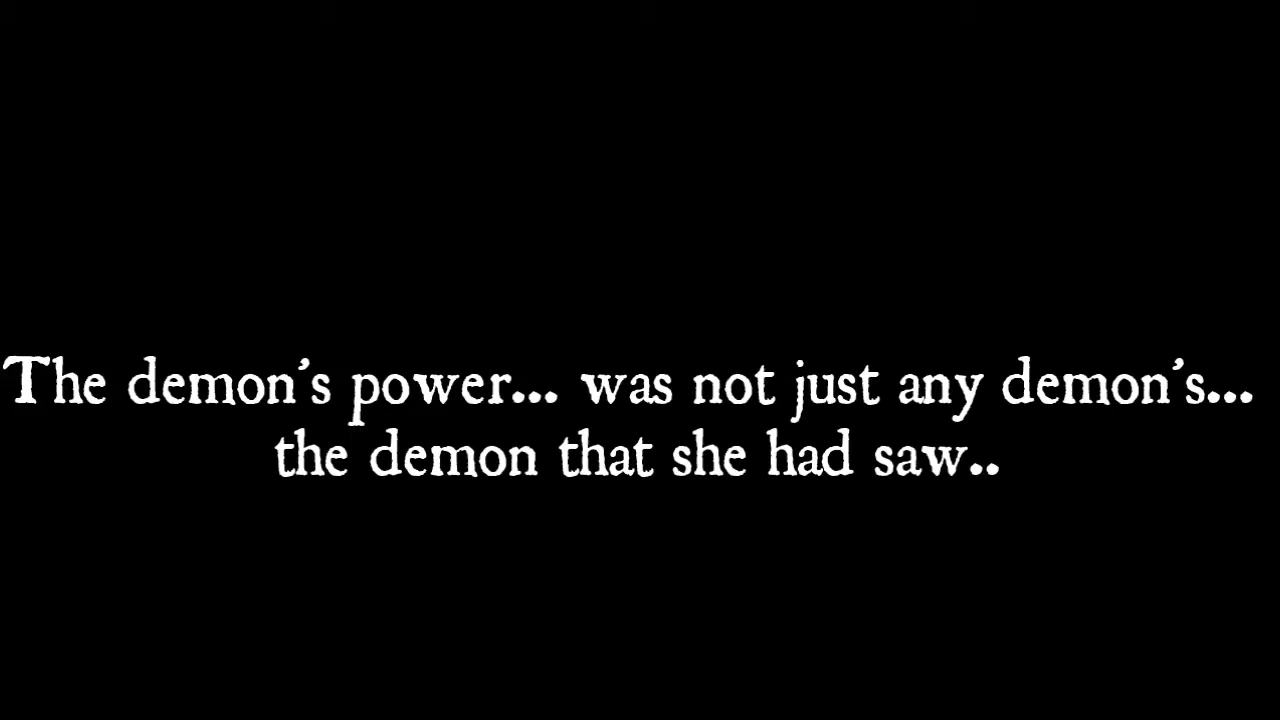 The demon's power... was not just any demon's...
the demon that she had saw..